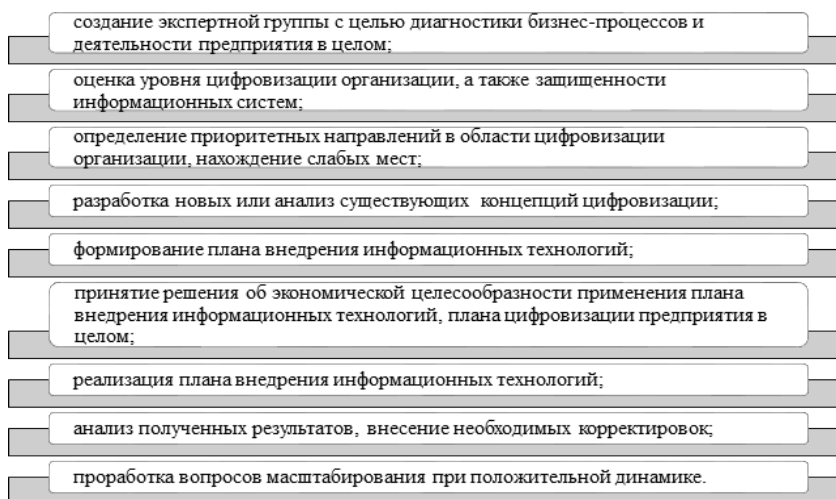 создание экспертной группы с целью диагностики бизнес-процессов и
деятельности предприятия в целом;
оценка уровня цифровизации организации, а также защищенности
информационных систем;
определение приоритетных направлений в области цифровизации
организации, нахождение слабых мест;
разработка новых или анализ существующих концепций цифровизации;
формирование плана внедрения информационных технологий;
принятие решения об экономической целесообразности применения плана
внедрения информационных технологий, плана цифровизации предприятия в
целом;
реализация плана внедрения информационных технологий;
анализ полученных результатов, внесение необходимых корректировок;
проработка вопросов масштабирования при положительной динамике.